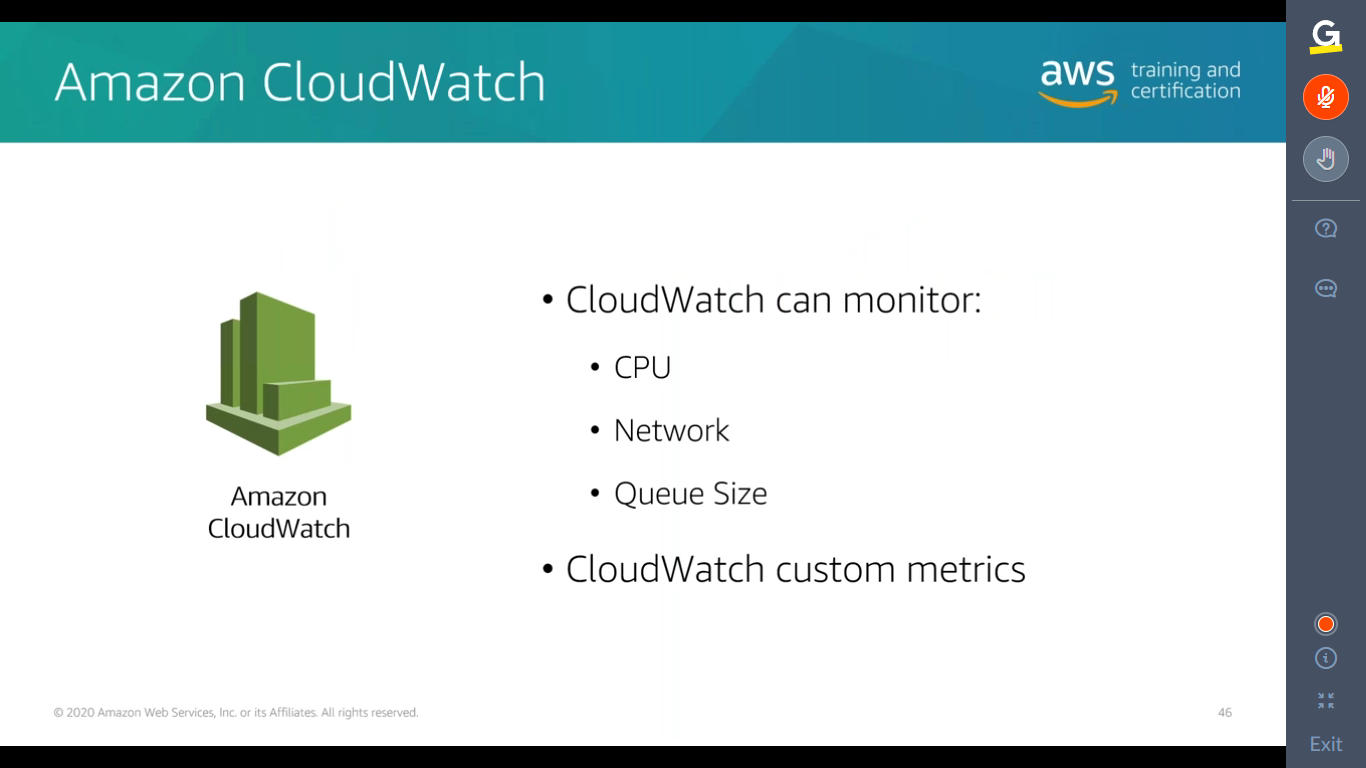 Amazon CloudWatch
aws
training and
certification
• CloudWatch can monitor:
• CPU
• Network
• Queue Size
• CloudWatch custom metrics
Amazon
CloudWatch
© 2020 Amazon Web Services, Inc. or its Affiliates. All rights reserved.
46
G
?
i
Exit